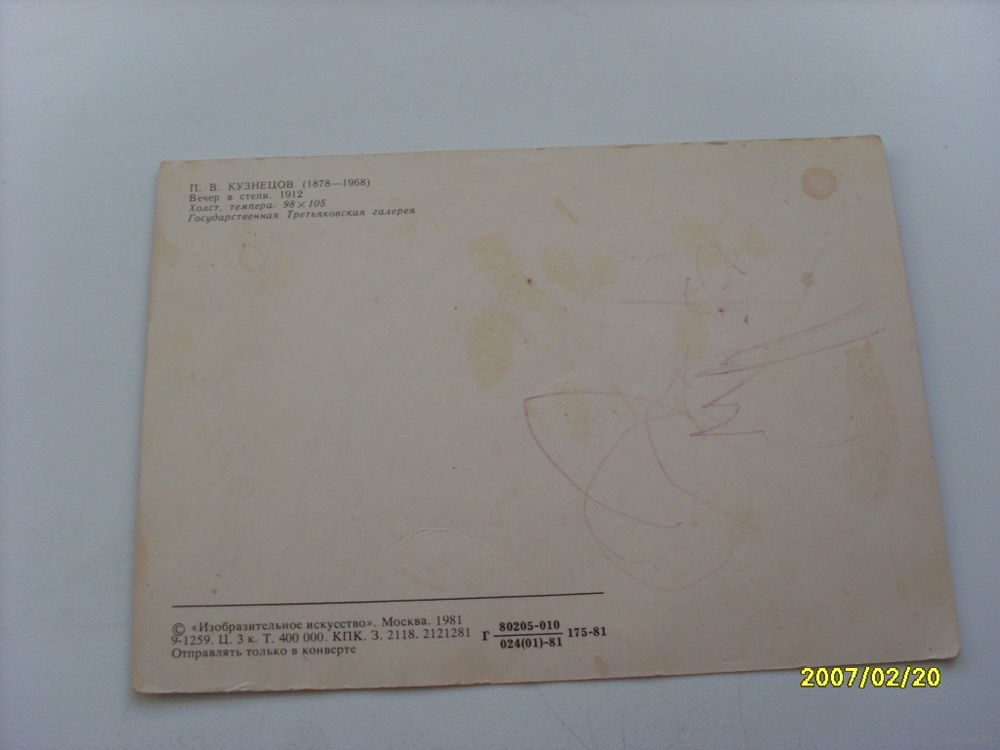 П. В. КУЗНЕЦОВ (1878—1968)
Вечер в степи. 1912
Холст, темпера. 98×105
Государственная Третьяковская галерея
© «Изобразительное искусство». Москва. 1981
9-1259. Ц. 3 к. Т. 400 000. КПК. З. 2118. 2121281
Отправлять только в конверте
Г 80205-010 175-81
024(01)-81
2007/02/20